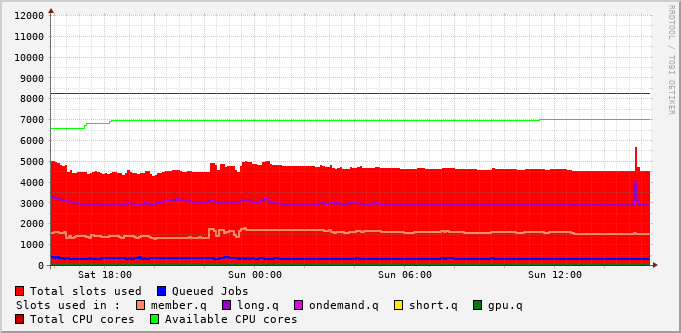 12000
11000
10000
9000
8000
7000
6000
5000
4000
3000
2000
1000
0
Sat 18:00 Sun 00:00 Sun 06:00 Sun 12:00
Total slots used Queued Jobs
Slots used in : member.q long.q ondemand.q short.q gpu.q
Total CPU cores Available CPU cores
RRDTOOL / TOBI OETIKER